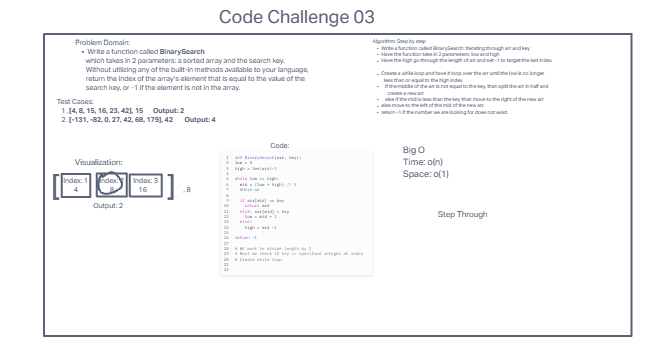 Code Challenge 03
Problem Domain:
• Write a function called BinarySearch
which takes in 2 parameters: a sorted array and the search key.
Without utilizing any of the built-in methods available to your language,
return the index of the array's element that is equal to the value of the
search key, or -1 if the element is not in the array.
Test Cases:
1. [4, 8, 15, 16, 23, 42], 15 Output: 2
2. [-131, -82, 0, 27, 42, 68, 179], 42 Output: 4
Algorithm: Step by step
• Write a function called BinarySearch: iterating through arr and key
• Have the function take in 2 parameters: low and high
• Have the high go through the length of arr and set -1 to target the last index
• Create a while loop and have it loop over the arr until the low is no longer
less than or equal to the high
• if the middle of the arr is not equal to the key, than split the arr in half and
create a new arr
• else if the mid is less than the key than move to right of the new arr
• else move to the left of the mid of the new arr
• return -1 if the number we are looking for does not exist.
Visualization:
[ Index: 1
4
Index: 2
8
Index: 3
16 ] , 8
Output: 2
Code:
1 def BinarySearch(arr, key):
2 low = 0
3 high = len(arr)-1
4
5 while low <= high:
6 mid = (low + high) // 2
7 #here we
8
9 if arr[mid] == key
10 return mid
11 elif arr[mid] < key
12 low = mid + 1
13 else:
14 high = mid -1
15
16 return -1
17
18 # WE want to divide length by 2
19 # Next we check if key == specified integer at index
20 # Create while loop
21
22
Big O
Time: o(n)
Space: o(1)
Step Through